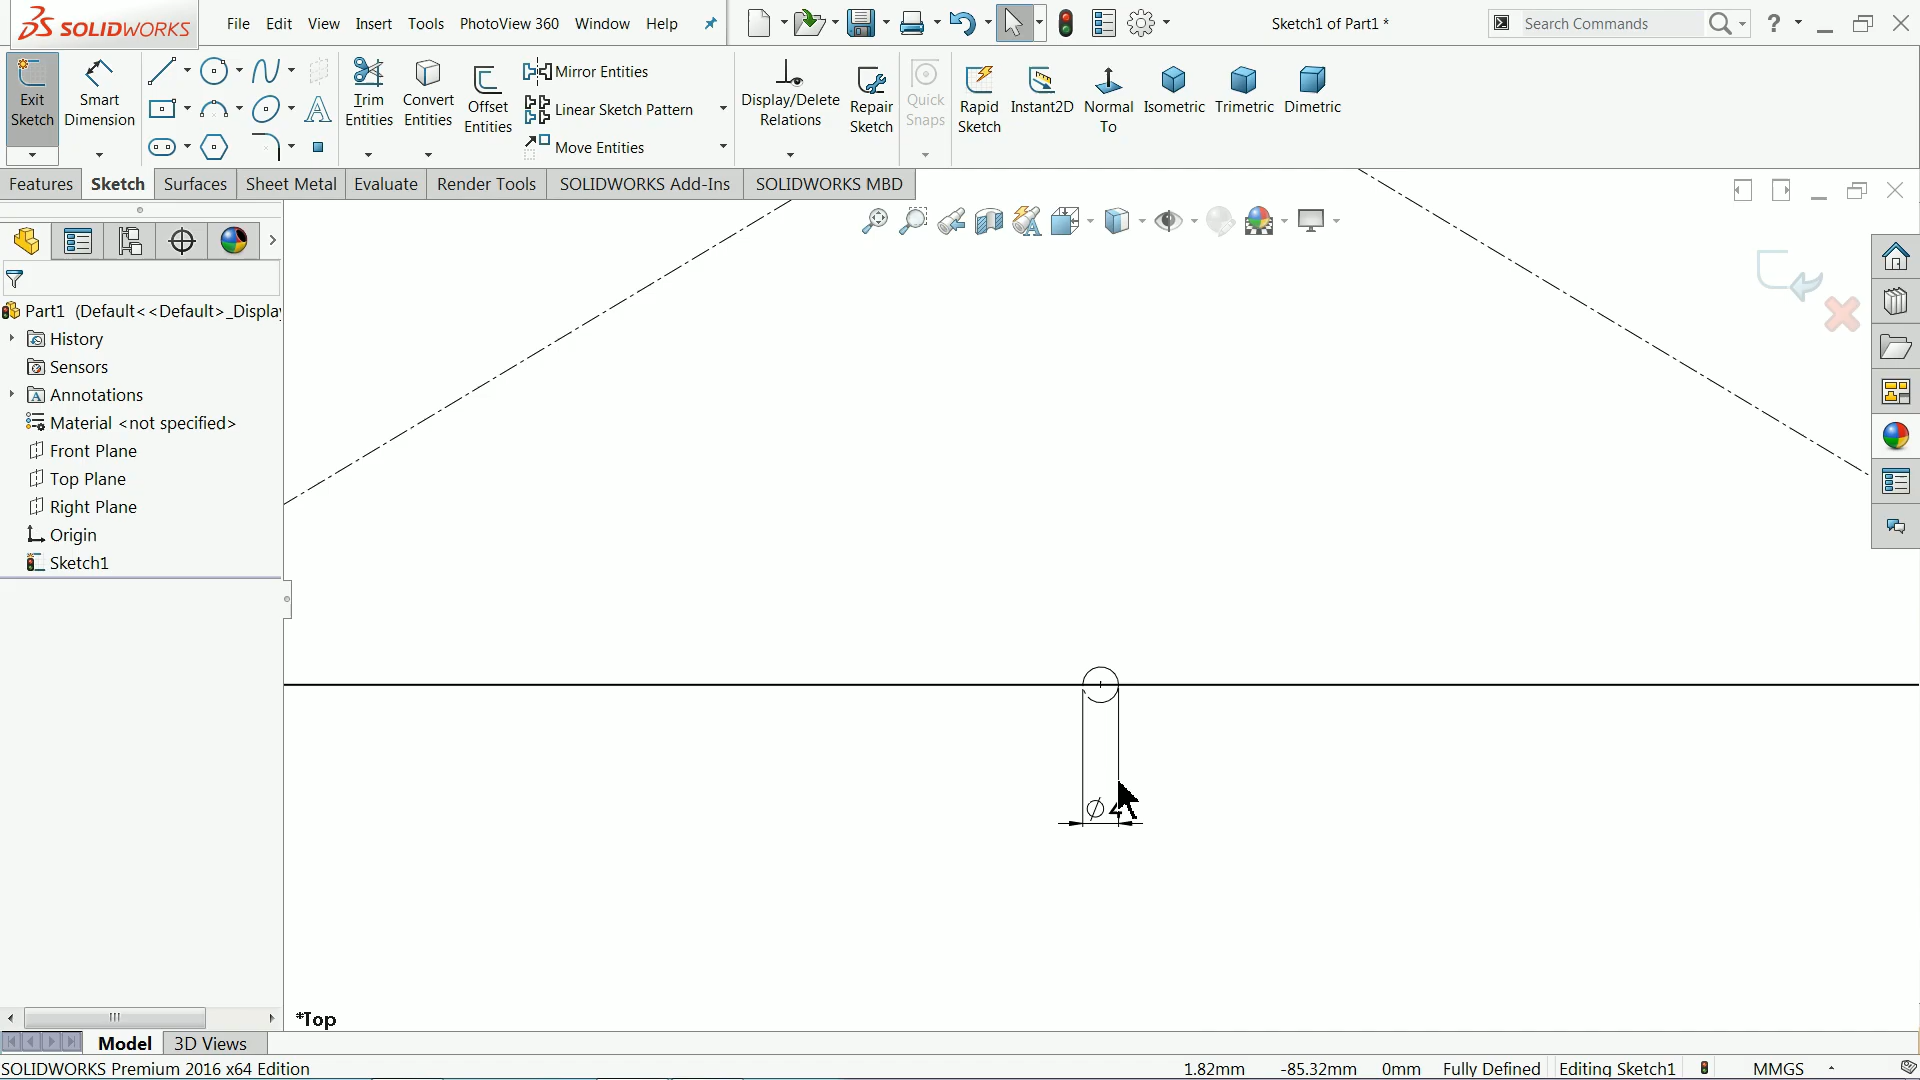 SOLIDWORKS
File Edit View Insert Tools PhotoView 360 Window Help
Sketch1 of Part1 *
Search Commands
?
Exit Sketch
Smart Dimension
Trim Entities
Convert Entities
Offset Entities
Mirror Entities
Linear Sketch Pattern
Move Entities
Display/Delete Relations
Repair Sketch
Quick Snaps
Rapid Sketch
Instant2D
Normal To
Isometric
Trimetric
Dimetric
Features Sketch Surfaces Sheet Metal Evaluate Render Tools SOLIDWORKS Add-Ins SOLIDWORKS MBD
Part1 (Default<<Default>_Displa
History
Sensors
Annotations
Material <not specified>
Front Plane
Top Plane
Right Plane
Origin
Sketch1
∅4
*Top
Model 3D Views
SOLIDWORKS Premium 2016 x64 Edition
1.82mm -85.32mm 0mm Fully Defined Editing Sketch1 MMGS